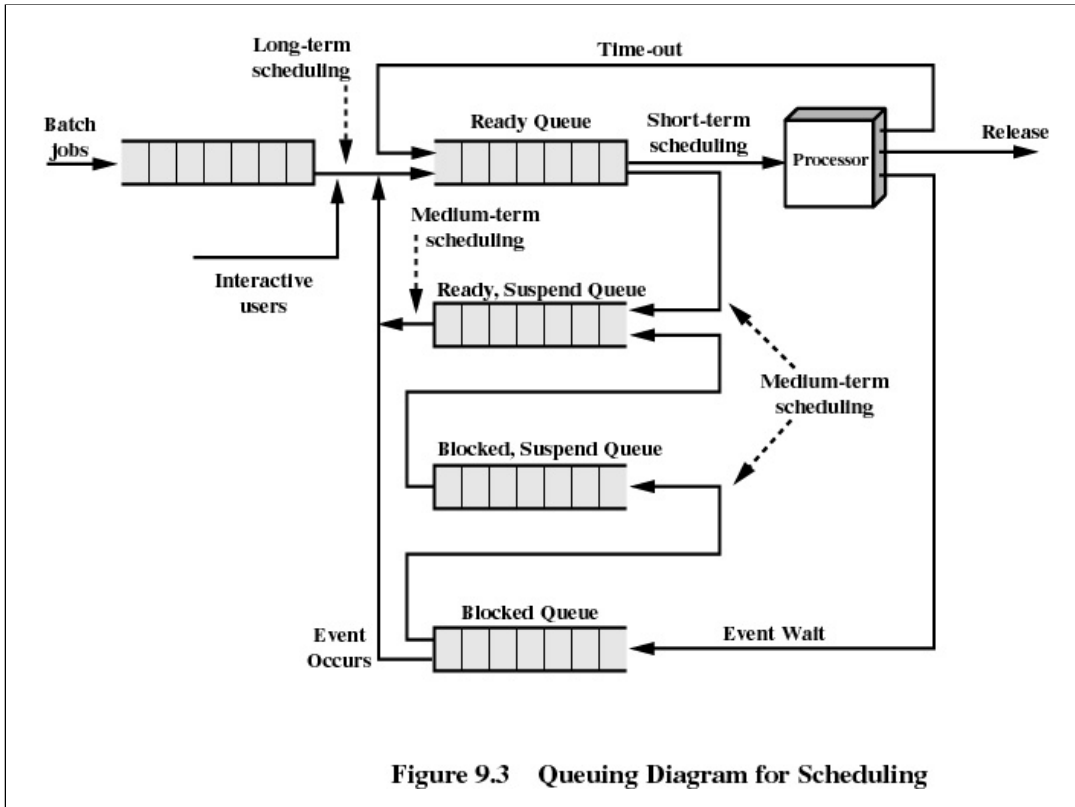 Long-term
scheduling
Time-out
Batch
jobs
Ready Queue
Short-term
scheduling
Processor
Release
Interactive
users
Medium-term
scheduling
Ready, Suspend Queue
Medium-term
scheduling
Blocked, Suspend Queue
Blocked Queue
Event
Occurs
Event Wait
Figure 9.3 Queuing Diagram for Scheduling